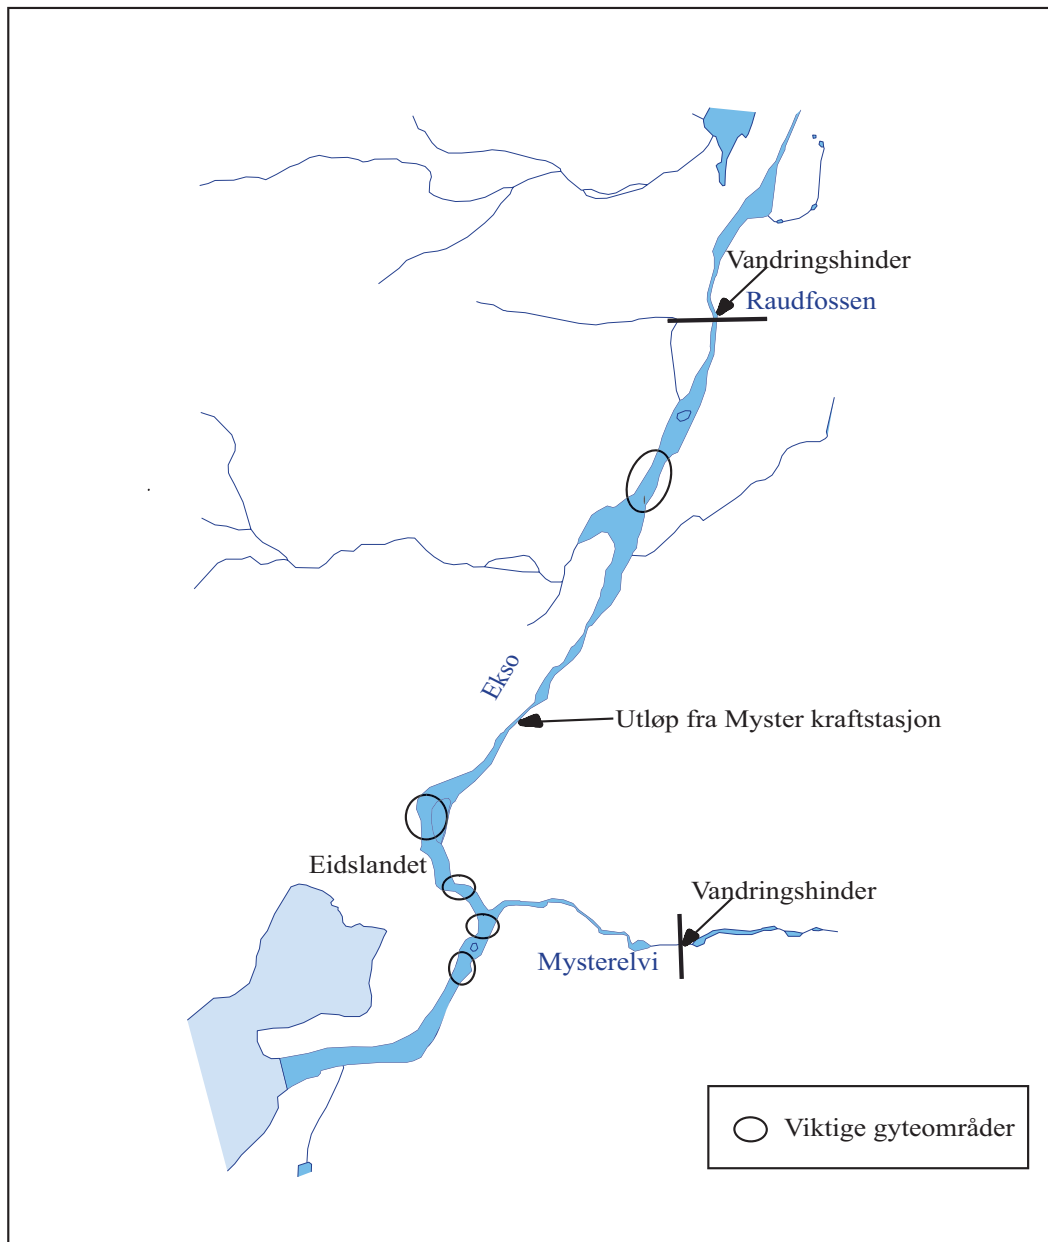 Vandringshinder
Raudfossen
Ekso
Utløp fra Myster kraftstasjon
Eidslandet
Vandringshinder
Mysterelvi
Viktige gyteområder